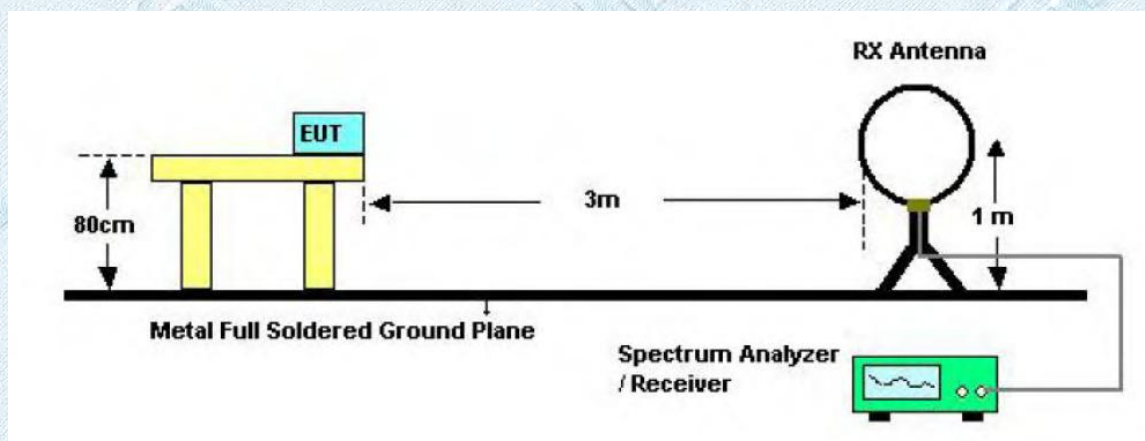 RX Antenna
EUT
80cm
3m
1 m
Metal Full Soldered Ground Plane
Spectrum Analyzer
/ Receiver